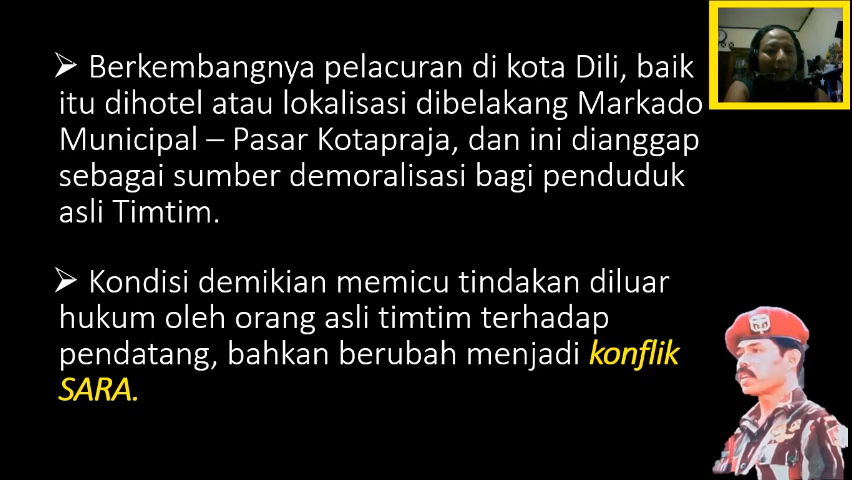 ➢ Berkembangnya pelacuran di kota Dili, baik
itu dihotel atau lokalisasi dibelakang Markado
Municipal – Pasar Kotapraja, dan ini dianggap
sebagai sumber demoralisasi bagi penduduk
asli Timtim.
➢ Kondisi demikian memicu tindakan diluar
hukum oleh orang asli timtim terhadap
pendatang, bahkan berubah menjadi konflik
SARA.